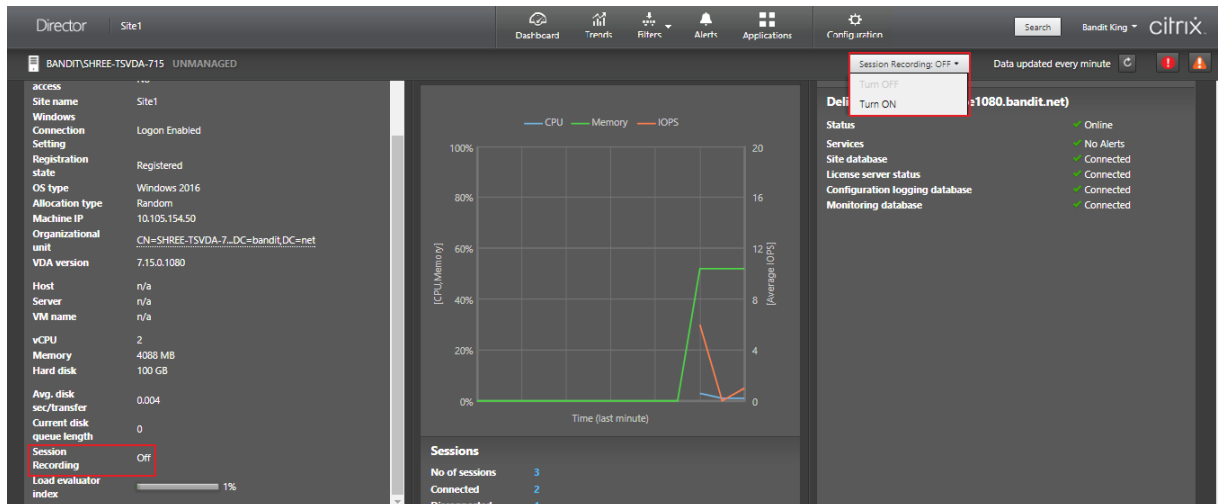 Director
Site1
Dashboard
Trends
Filters
Alerts
Applications
Configuration
Search
Bandit King
citrix
BANDIT\SHREE-TSVDA-715 UNMANAGED
Session Recording: OFF
Data updated every minute
Turn OFF
Turn ON
access
Site name Site1
Windows
Connection Logon Enabled
Setting
Registration
state Registered
OS type Windows 2016
Allocation type Random
Machine IP 10.105.154.50
Organizational
unit CN=SHREE-TSVDA-7...DC=bandit,DC=net
VDA version 7.15.0.1080
Host n/a
Server n/a
VM name n/a
vCPU 2
Memory 4088 MB
Hard disk 100 GB
Avg. disk
sec/transfer 0.004
Current disk
queue length 0
Session
Recording Off
Load evaluator
index 1%
CPU Memory IOPS
100% 20
80% 16
60% 12
40% 8
20% 4
0% 0
[CPU,Memory]
[Average IOPS]
Time (last minute)
Sessions
No of sessions 3
Connected 2
e1080.bandit.net)
Status Online
Services No Alerts
Site database Connected
License server status Connected
Configuration logging database Connected
Monitoring database Connected